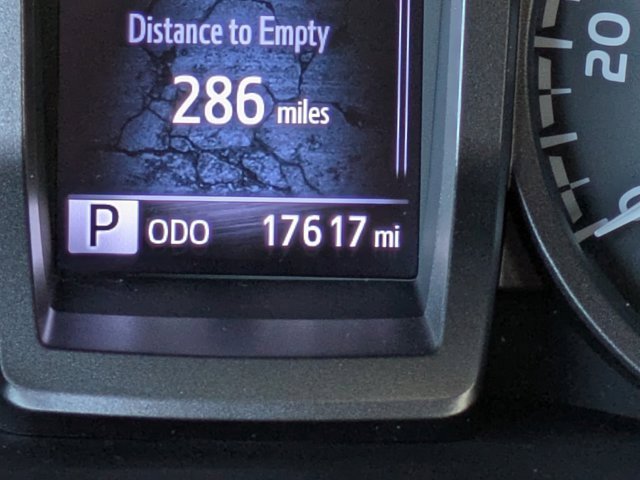 Distance to Empty
286 miles
P ODO 17617 mi
20